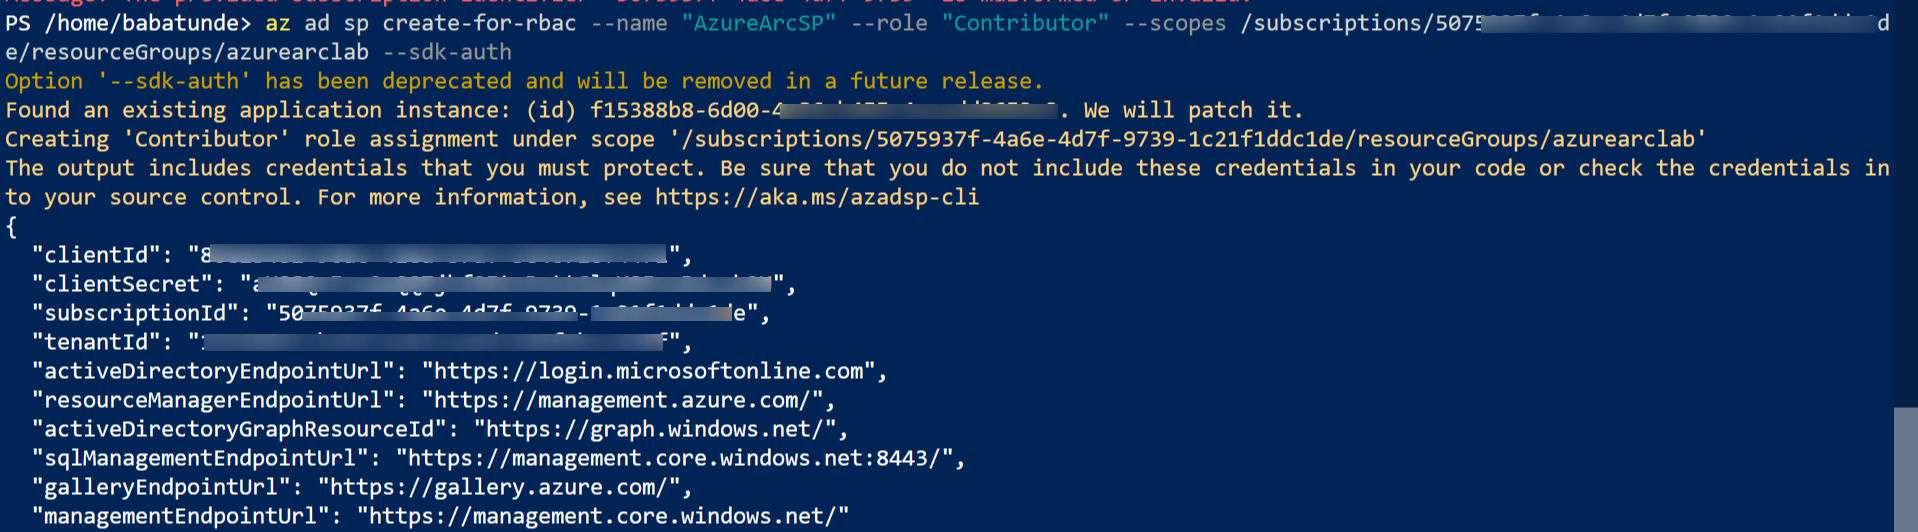 PS /home/babatunde> az ad sp create-for-rbac --name "AzureArcSP" --role "Contributor" --scopes /subscriptions/5075 d
e/resourceGroups/azurearclab --sdk-auth
Option '--sdk-auth' has been deprecated and will be removed in a future release.
Found an existing application instance: (id) f15388b8-6d00-4 . We will patch it.
Creating 'Contributor' role assignment under scope '/subscriptions/5075937f-4a6e-4d7f-9739-1c21f1ddc1de/resourceGroups/azurearclab'
The output includes credentials that you must protect. Be sure that you do not include these credentials in your code or check the credentials in
to your source control. For more information, see https://aka.ms/azadsp-cli
{
"clientId": "8 ",
"clientSecret": "a ",
"subscriptionId": "50 e",
"tenantId": " ",
"activeDirectoryEndpointUrl": "https://login.microsoftonline.com",
"resourceManagerEndpointUrl": "https://management.azure.com/",
"activeDirectoryGraphResourceId": "https://graph.windows.net/",
"sqlManagementEndpointUrl": "https://management.core.windows.net:8443/",
"galleryEndpointUrl": "https://gallery.azure.com/",
"managementEndpointUrl": "https://management.core.windows.net/"